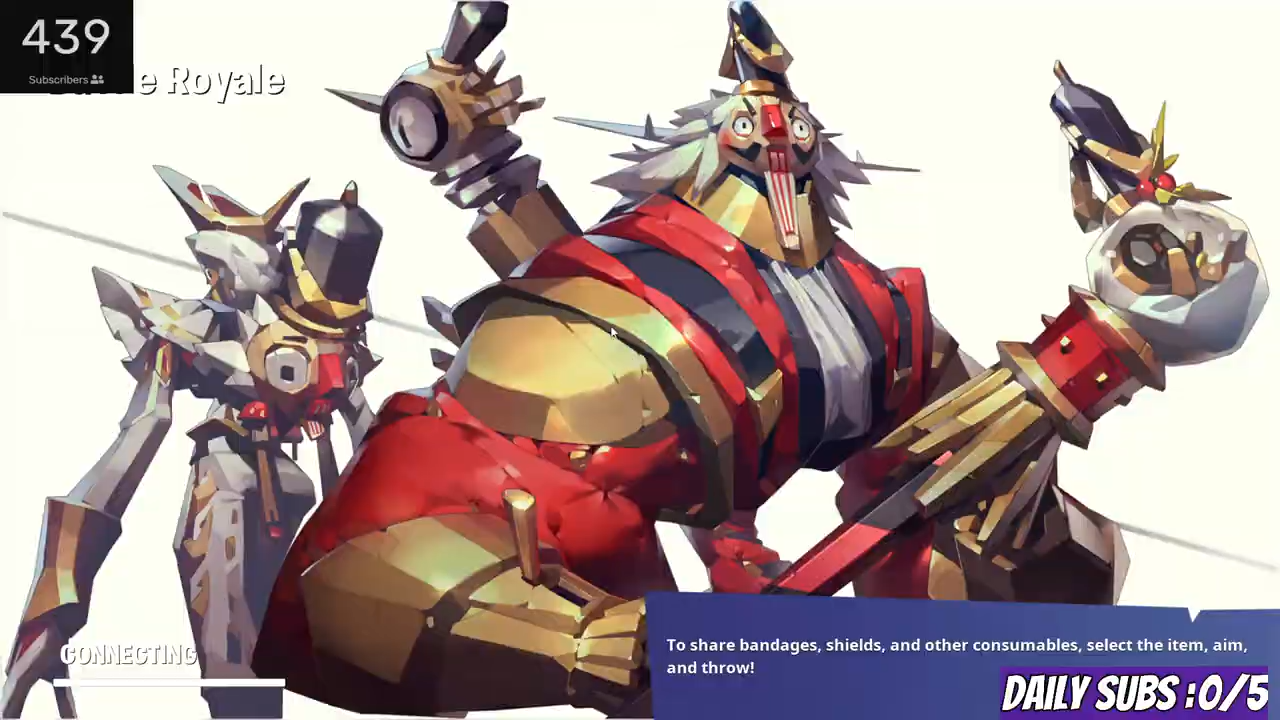 439
Subscribers
Battle Royale
CONNECTING
To share bandages, shields, and other consumables, select the item, aim,
and throw!
DAILY SUBS :0/5